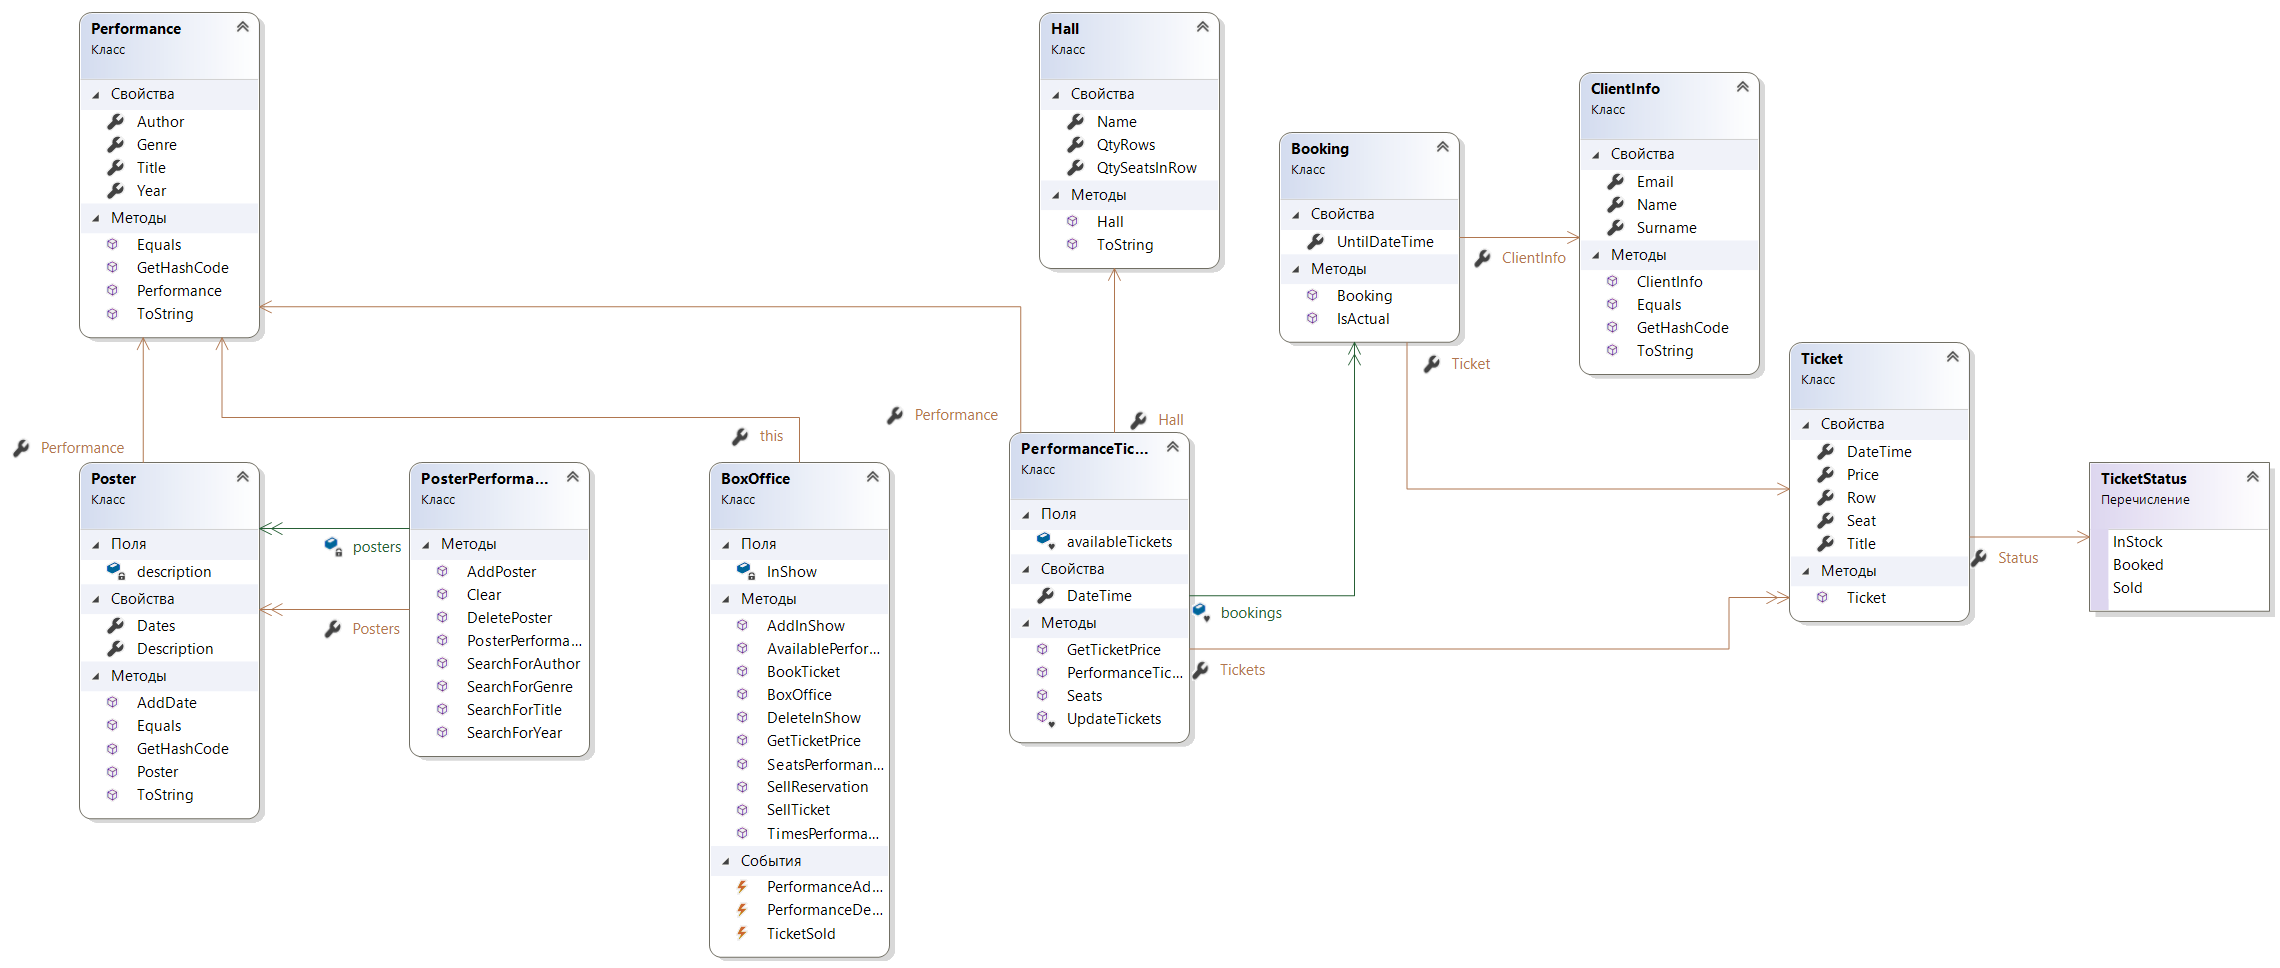 Performance
Класс
Свойства
Author
Genre
Title
Year
Методы
Equals
GetHashCode
Performance
ToString
Hall
Класс
Свойства
Name
QtyRows
QtySeatsInRow
Методы
Hall
ToString
Booking
Класс
Свойства
UntilDateTime
Методы
Booking
IsActual
ClientInfo
ClientInfo
Класс
Свойства
Email
Name
Surname
Методы
ClientInfo
Equals
GetHashCode
ToString
Ticket
Ticket
Класс
Свойства
DateTime
Price
Row
Seat
Title
Методы
Ticket
Status
TicketStatus
Перечисление
InStock
Booked
Sold
Performance
Poster
Класс
Поля
description
Свойства
Dates
Description
Методы
AddDate
Equals
GetHashCode
Poster
ToString
posters
Posters
PosterPerforma...
Класс
Методы
AddPoster
Clear
DeletePoster
PosterPerforma...
SearchForAuthor
SearchForGenre
SearchForTitle
SearchForYear
this
BoxOffice
Класс
Поля
InShow
Методы
AddInShow
AvailablePerfor...
BookTicket
BoxOffice
DeleteInShow
GetTicketPrice
SeatsPerforman...
SellReservation
SellTicket
TimesPerforma...
События
PerformanceAd...
PerformanceDe...
TicketSold
Performance
Hall
PerformanceTic...
Класс
Поля
availableTickets
Свойства
DateTime
Методы
GetTicketPrice
PerformanceTic...
Seats
UpdateTickets
bookings
Tickets